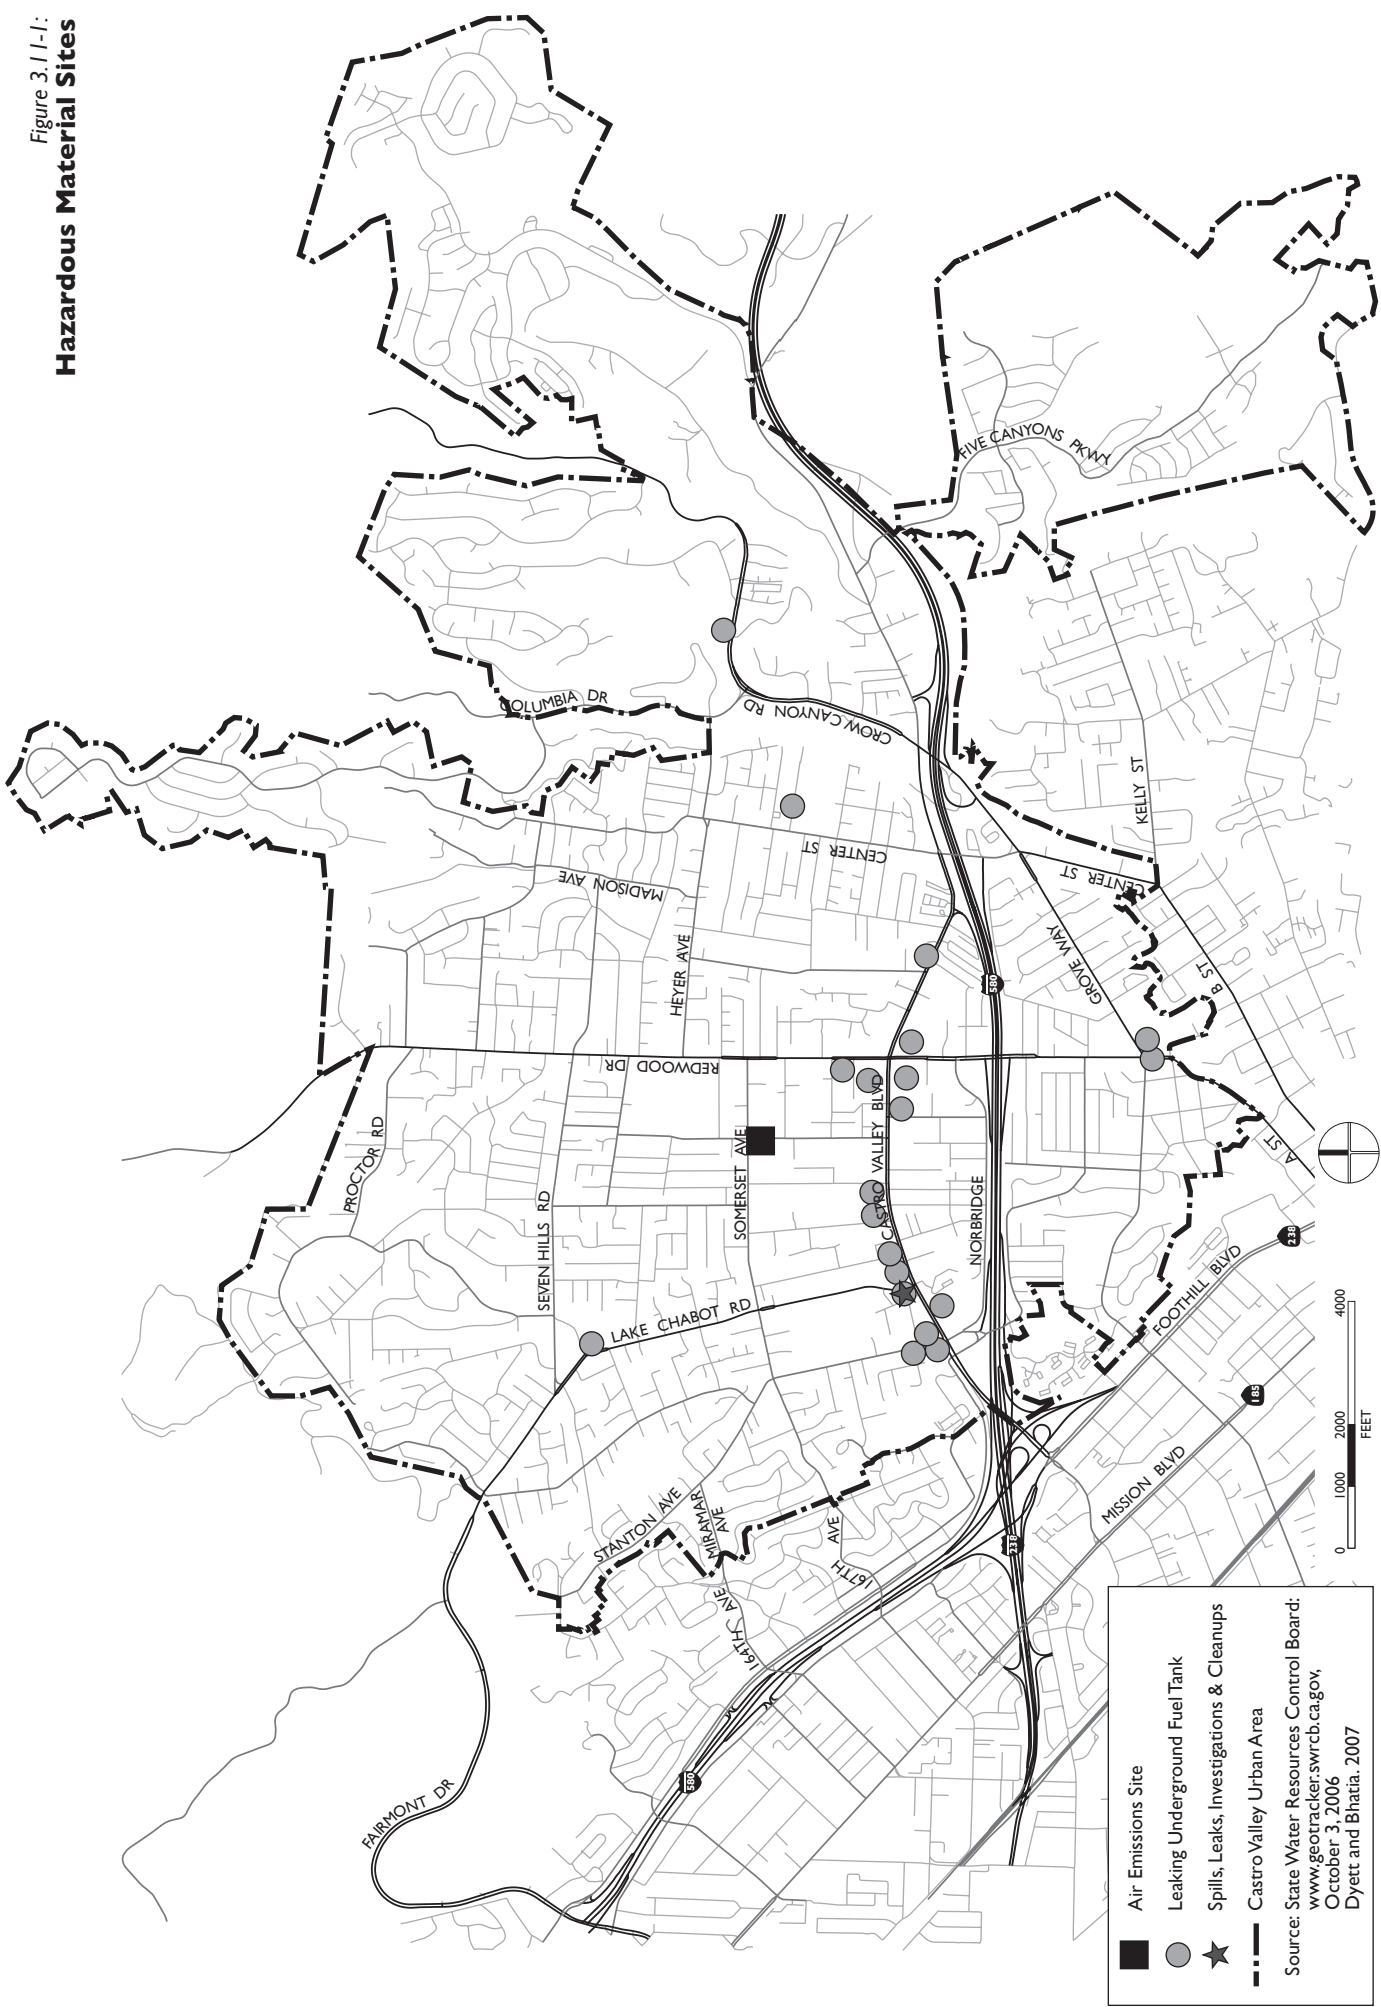 Figure 3.11-1:
Hazardous Material Sites
FAIRMONT DR
STANTON AVE
MIRAMAR
AVE
164TH AVE
167TH
AVE
580
238
MISSION BLVD
185
FOOTHILL BLVD
238
LAKE CHABOT RD
SEVEN HILLS RD
PROCTOR RD
SOMERSET AVE
CASTRO VALLEY BLVD
NORBRIDGE
A ST
REDWOOD DR
HEYER AVE
MADISON AVE
CENTER ST
580
GROVE WAY
B ST
CENTER ST
KELLY ST
COLUMBIA DR
CROW CANYON RD
FIVE CANYONS PKWY
0
1000
2000
4000
FEET
Air Emissions Site
Leaking Underground Fuel Tank
Spills, Leaks, Investigations & Cleanups
Castro Valley Urban Area
Source: State Water Resources Control Board:
www.geotracker.swrcb.ca.gov,
October 3, 2006
Dyett and Bhatia. 2007